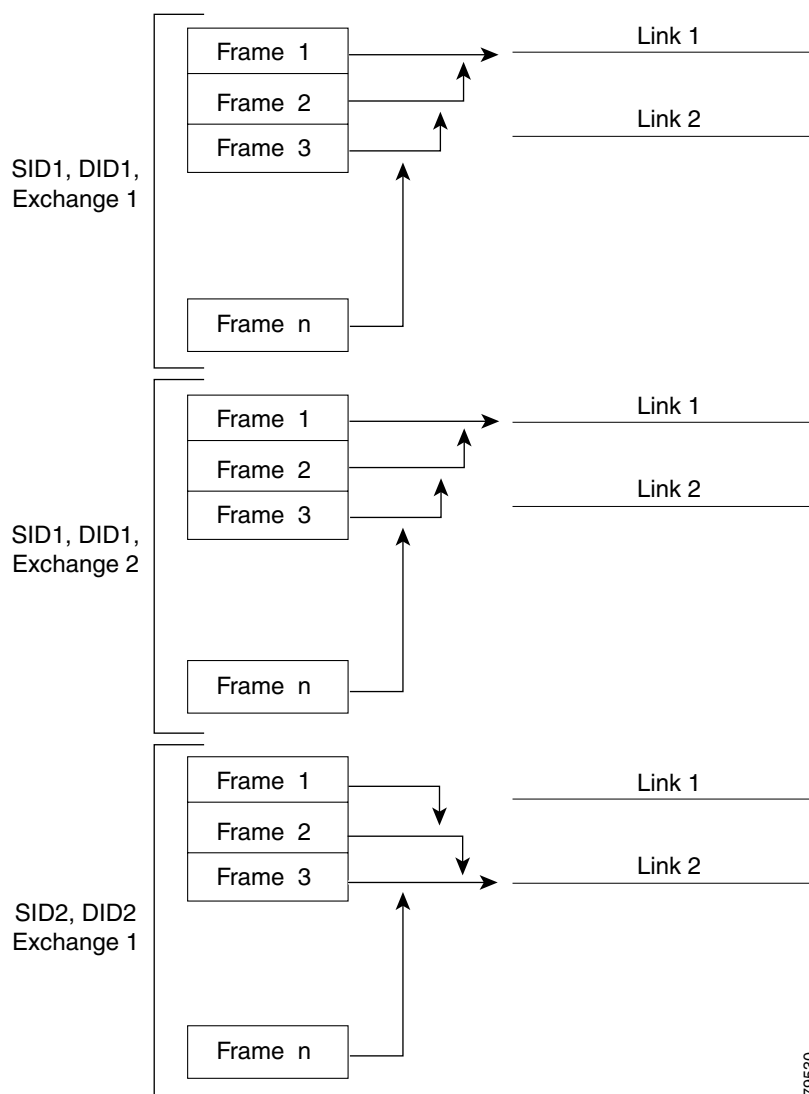 Frame 1
Link 1
Frame 2
Link 2
Frame 3
SID1, DID1,
Exchange 1
Frame n
Frame 1
Link 1
Frame 2
Link 2
Frame 3
SID1, DID1,
Exchange 2
Frame n
Frame 1
Link 1
Frame 2
Link 2
Frame 3
SID2, DID2
Exchange 1
Frame n
79530